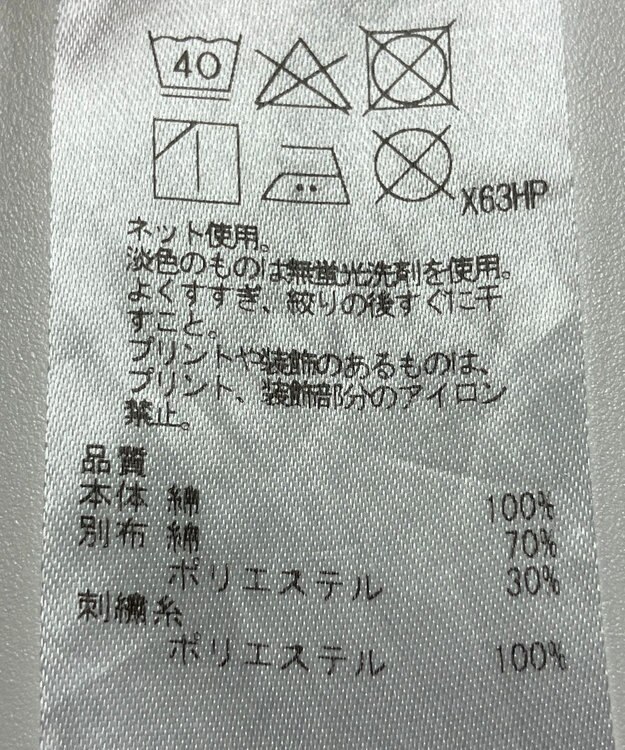 40
X63HP
ネット使用。
淡色のものは無蛍光洗剤を使用。
よくすすぎ、絞りの後すぐに干
すこと。
プリントや装飾のあるものは、
プリント、装飾部分のアイロン
禁止。
品質
本体 綿 100%
別布 綿 70%
ポリエステル 30%
刺繍糸
ポリエステル 100%